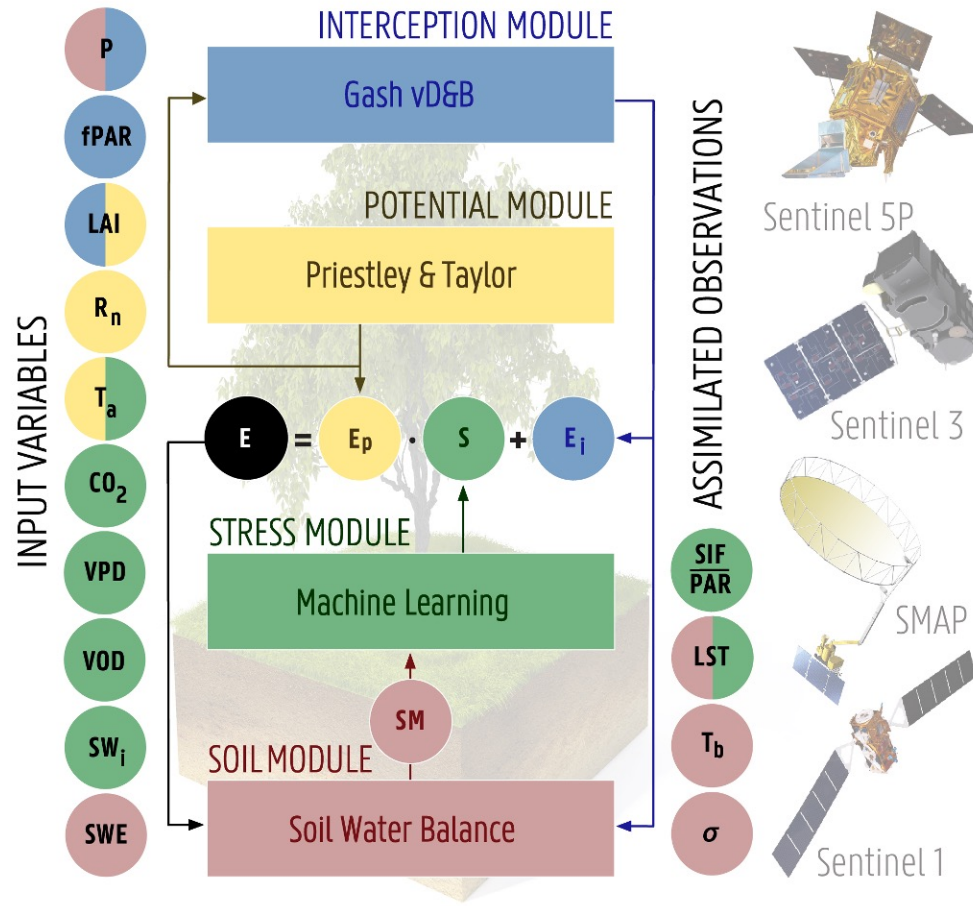 INPUT VARIABLES
P
fPAR
LAI
Rn
Ta
CO2
VPD
VOD
SWi
SWE
INTERCEPTION MODULE
Gash vD&B
POTENTIAL MODULE
Priestley & Taylor
E = Ep · S + Ei
STRESS MODULE
Machine Learning
SM
SOIL MODULE
Soil Water Balance
ASSIMILATED OBSERVATIONS
SIF
PAR
LST
Tb
σ
Sentinel 5P
Sentinel 3
SMAP
Sentinel 1